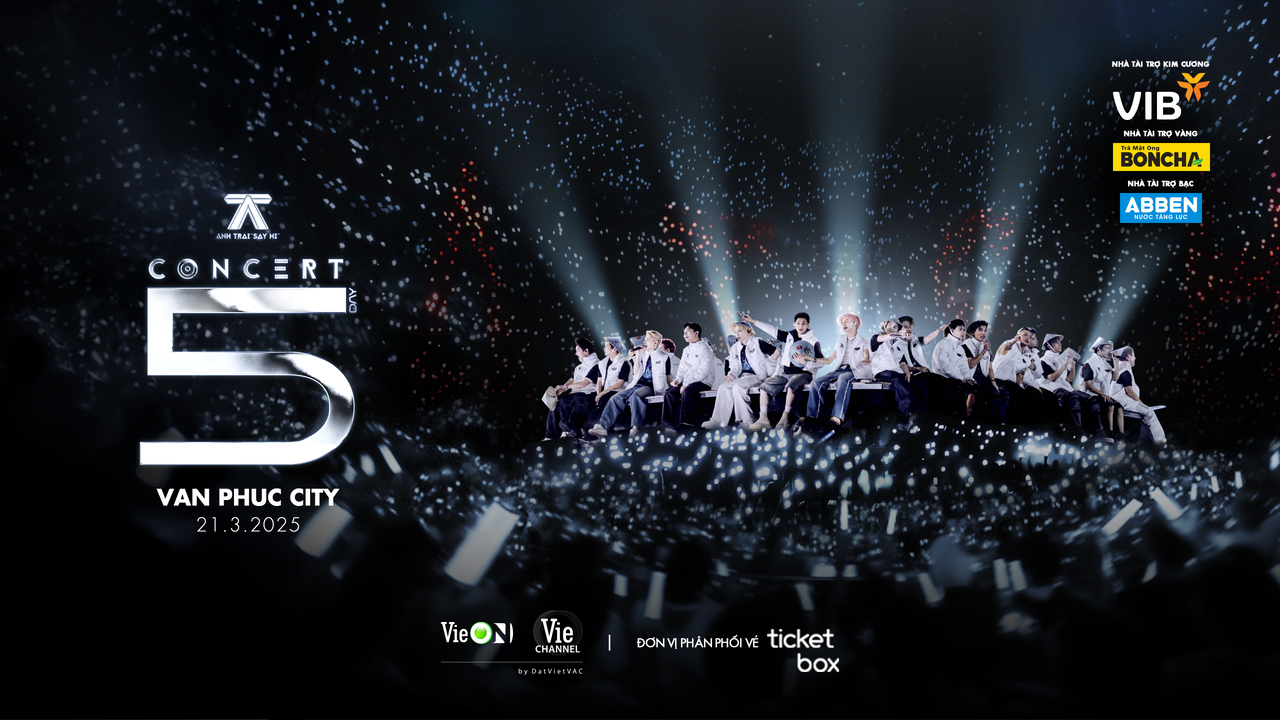 ANH TRAI "SAY HI"
CONCERT
5
DAY
VAN PHUC CITY
21.3.2025
NHÀ TÀI TRỢ KIM CƯƠNG
VIB
NHÀ TÀI TRỢ VÀNG
Trà Mật Ong
BONCHA
NHÀ TÀI TRỢ BẠC
ABBEN
NƯỚC TĂNG LỰC
VieON
Vie
CHANNEL
by DatVietVAC
ĐƠN VỊ PHÂN PHỐI VÉ
ticket
box